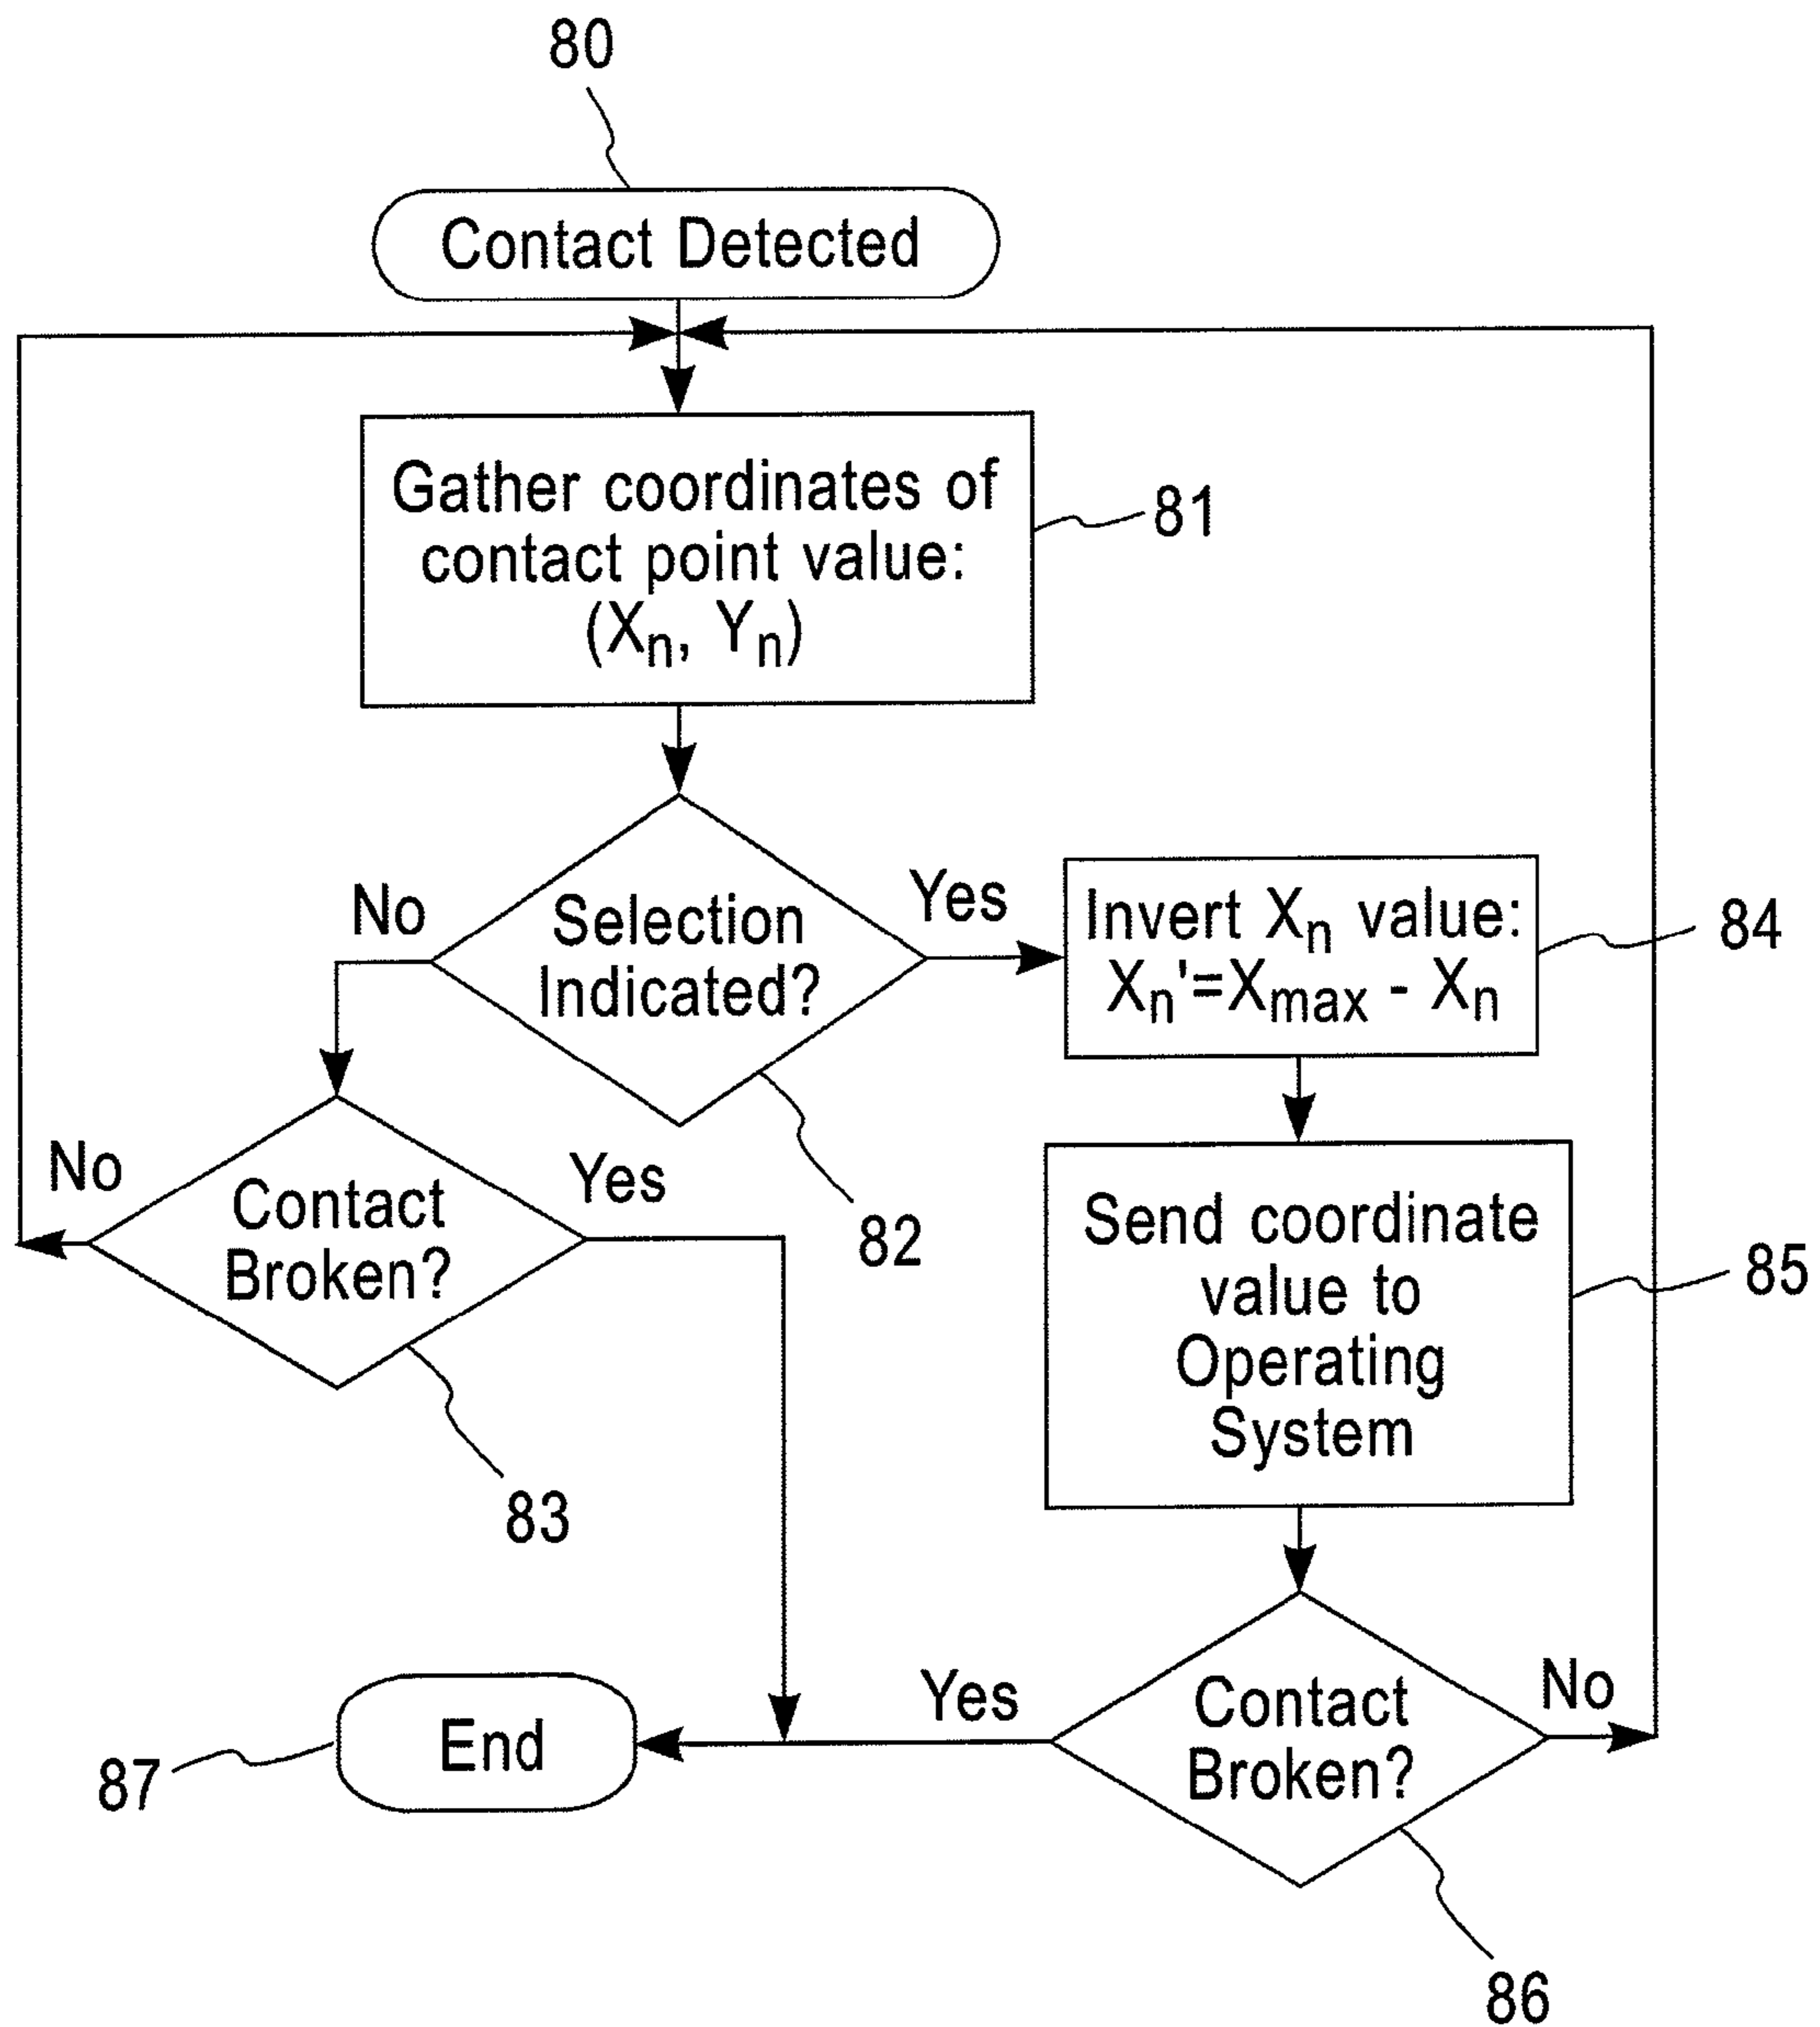 80
Contact Detected
Gather coordinates of
contact point value:
(Xn, Yn)
81
No
Selection
Indicated?
Yes
82
Invert Xn value:
Xn'=Xmax - Xn
84
No
Contact
Broken?
Yes
83
Send coordinate
value to
Operating
System
85
Yes
Contact
Broken?
No
86
End
87